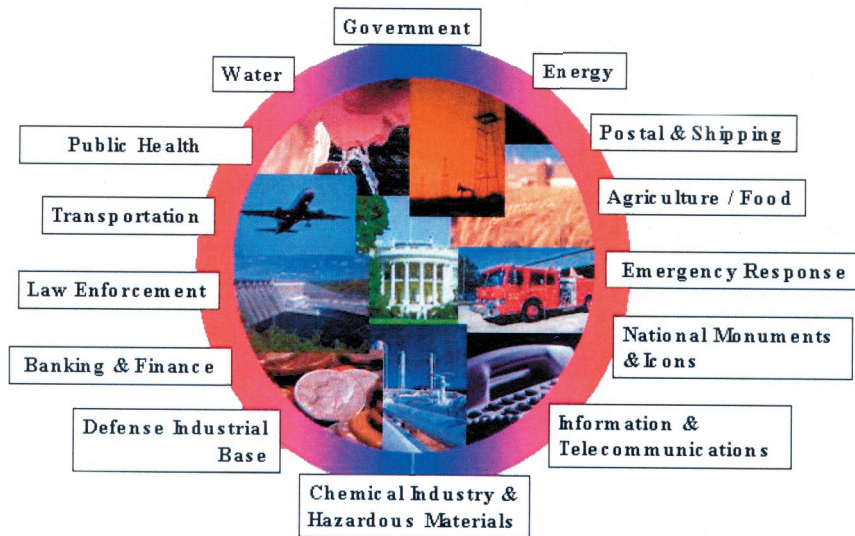 Government
Water
Energy
Public Health
Postal & Shipping
Transportation
Agriculture / Food
Law Enforcement
Emergency Response
Banking & Finance
National Monuments
& Icons
Defense Industrial
Base
Information &
Telecommunications
Chemical Industry &
Hazardous Materials